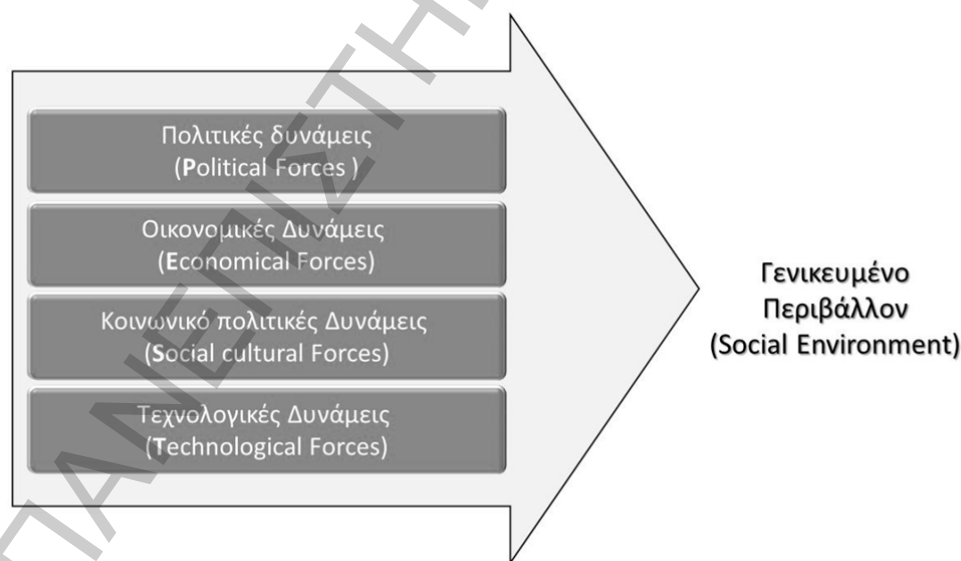 Πολιτικές δυνάμεις
(Political Forces )
Οικονομικές Δυνάμεις
(Economical Forces)
Κοινωνικό πολιτικές Δυνάμεις
(Social cultural Forces)
Τεχνολογικές Δυνάμεις
(Technological Forces)
Γενικευμένο
Περιβάλλον
(Social Environment)
ΠΑΝΕΠΙΣΤΗ